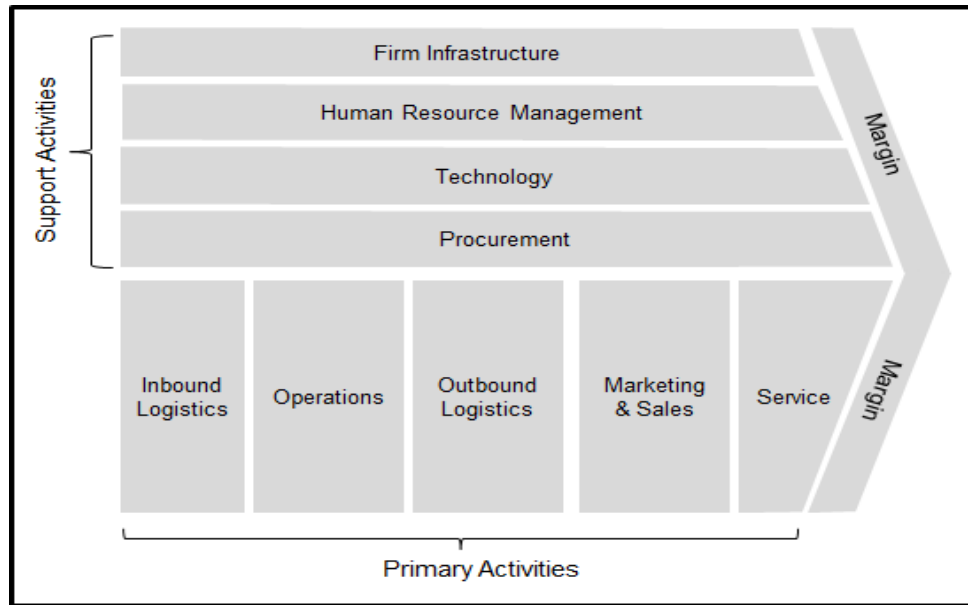 Support Activities
Firm Infrastructure
Human Resource Management
Technology
Procurement
Margin
Inbound
Logistics
Operations
Outbound
Logistics
Marketing
& Sales
Service
Margin
Primary Activities